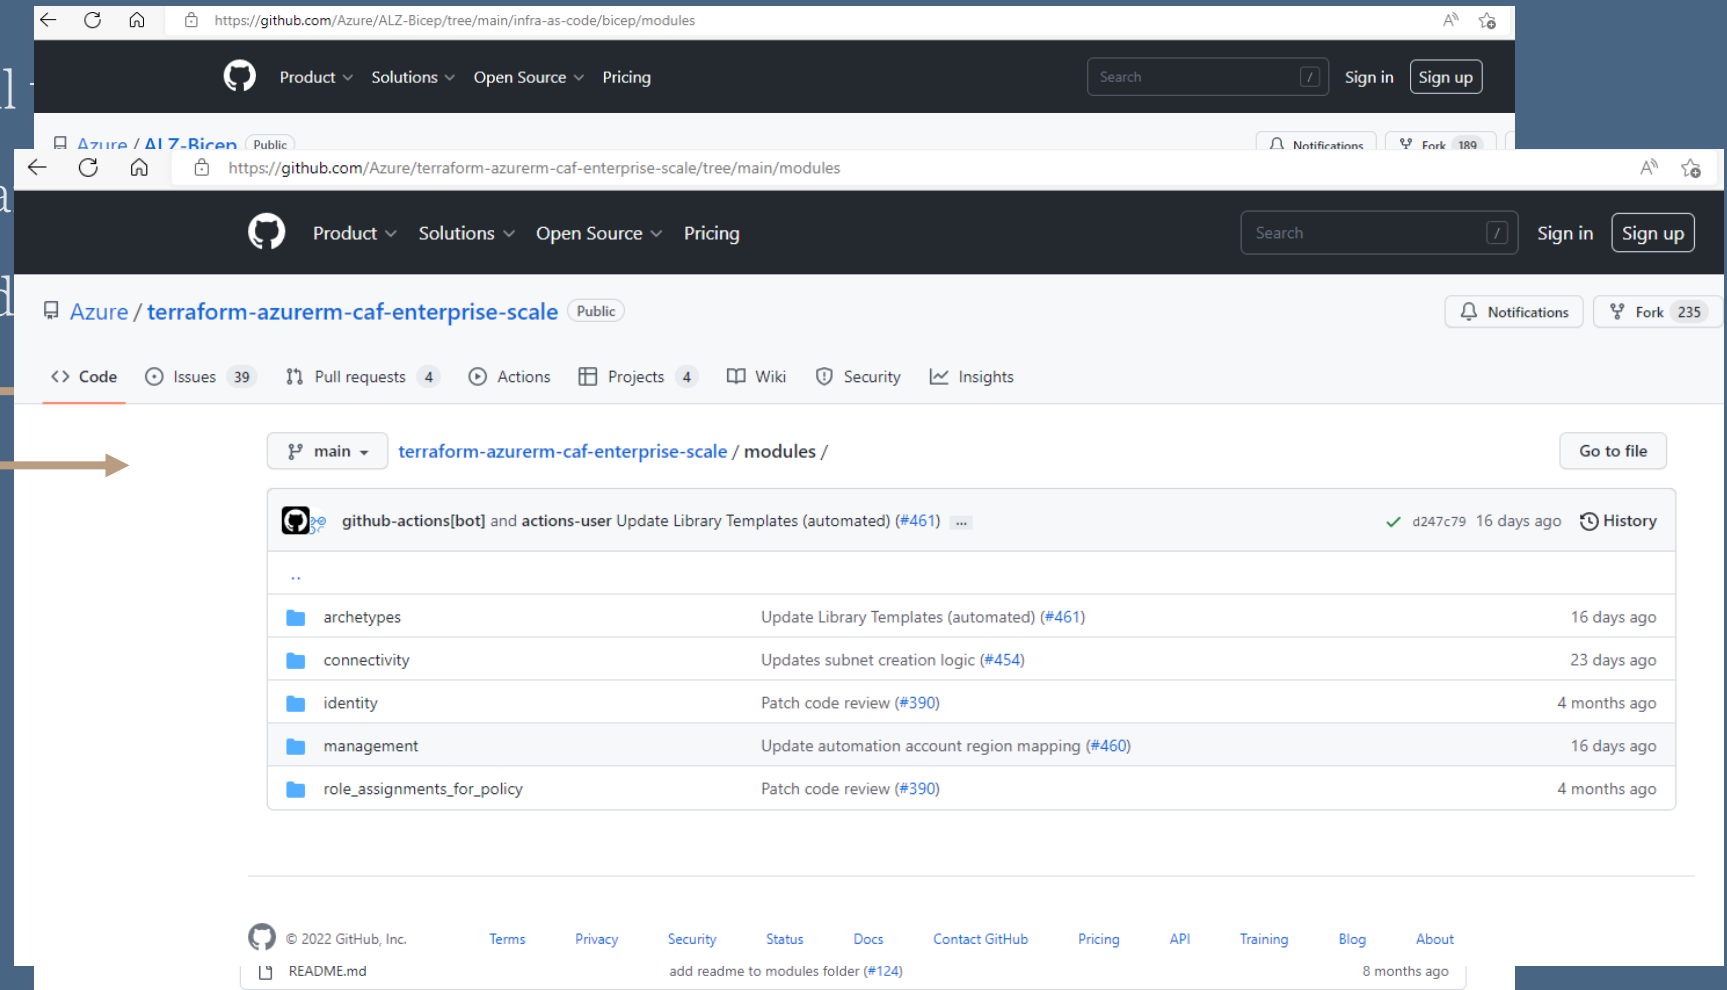 https://github.com/Azure/ALZ-Bicep/tree/main/infra-as-code/bicep/modules
Product Solutions Open Source Pricing Search / Sign in Sign up
Azure / ALZ-Bicep Public Notifications Fork 189
https://github.com/Azure/terraform-azurerm-caf-enterprise-scale/tree/main/modules
Product Solutions Open Source Pricing Search / Sign in Sign up
Azure / terraform-azurerm-caf-enterprise-scale Public Notifications Fork 235
Code Issues 39 Pull requests 4 Actions Projects 4 Wiki Security Insights
main terraform-azurerm-caf-enterprise-scale / modules / Go to file
github-actions[bot] and actions-user Update Library Templates (automated) (#461) ... d247c79 16 days ago History
..
archetypes Update Library Templates (automated) (#461) 16 days ago
connectivity Updates subnet creation logic (#454) 23 days ago
identity Patch code review (#390) 4 months ago
management Update automation account region mapping (#460) 16 days ago
role_assignments_for_policy Patch code review (#390) 4 months ago
© 2022 GitHub, Inc. Terms Privacy Security Status Docs Contact GitHub Pricing API Training Blog About
README.md add readme to modules folder (#124) 8 months ago